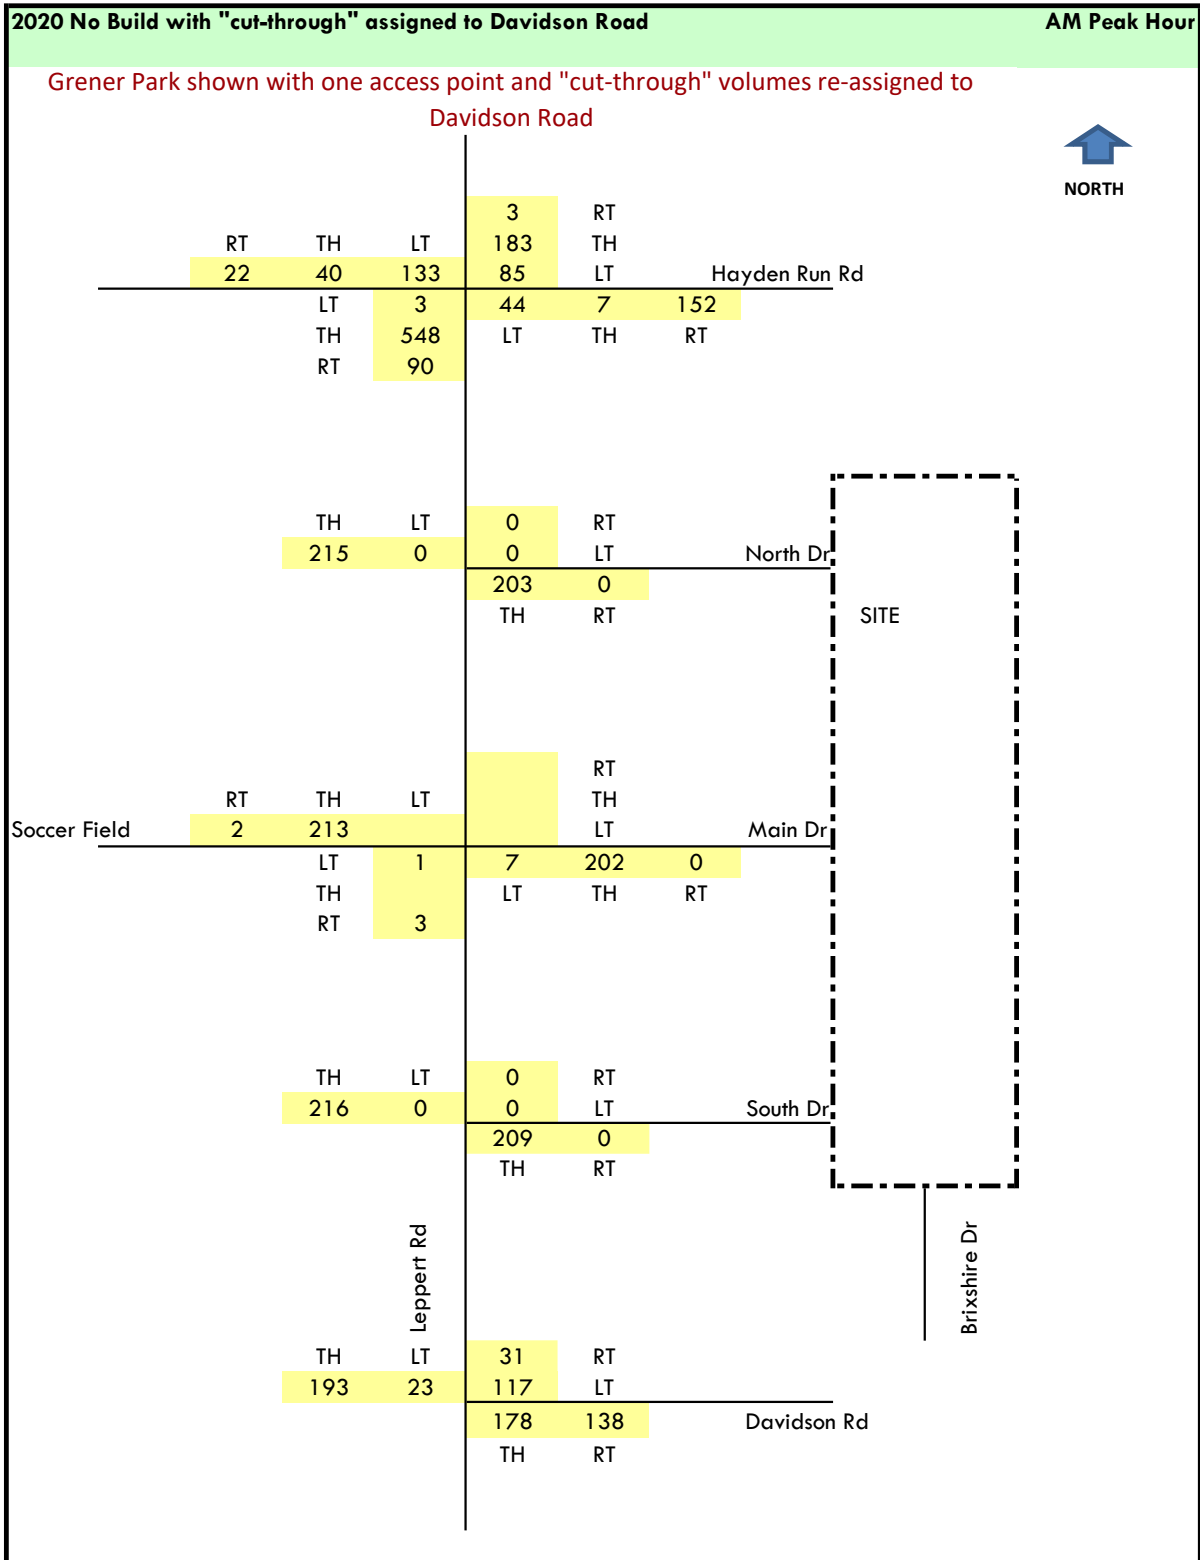 2020 No Build with "cut-through" assigned to Davidson Road AM Peak Hour
Grener Park shown with one access point and "cut-through" volumes re-assigned to
Davidson Road
NORTH
3 RT
RT TH LT 183 TH
22 40 133 85 LT Hayden Run Rd
LT 3 44 7 152
TH 548 LT TH RT
RT 90
TH LT 0 RT
215 0 0 LT North Dr
203 0
TH RT SITE
RT
RT TH LT TH
Soccer Field 2 213 LT Main Dr
LT 1 7 202 0
TH LT TH RT
RT 3
TH LT 0 RT
216 0 0 LT South Dr
209 0
TH RT
Leppert Rd
Brixshire Dr
TH LT 31 RT
193 23 117 LT
178 138 Davidson Rd
TH RT